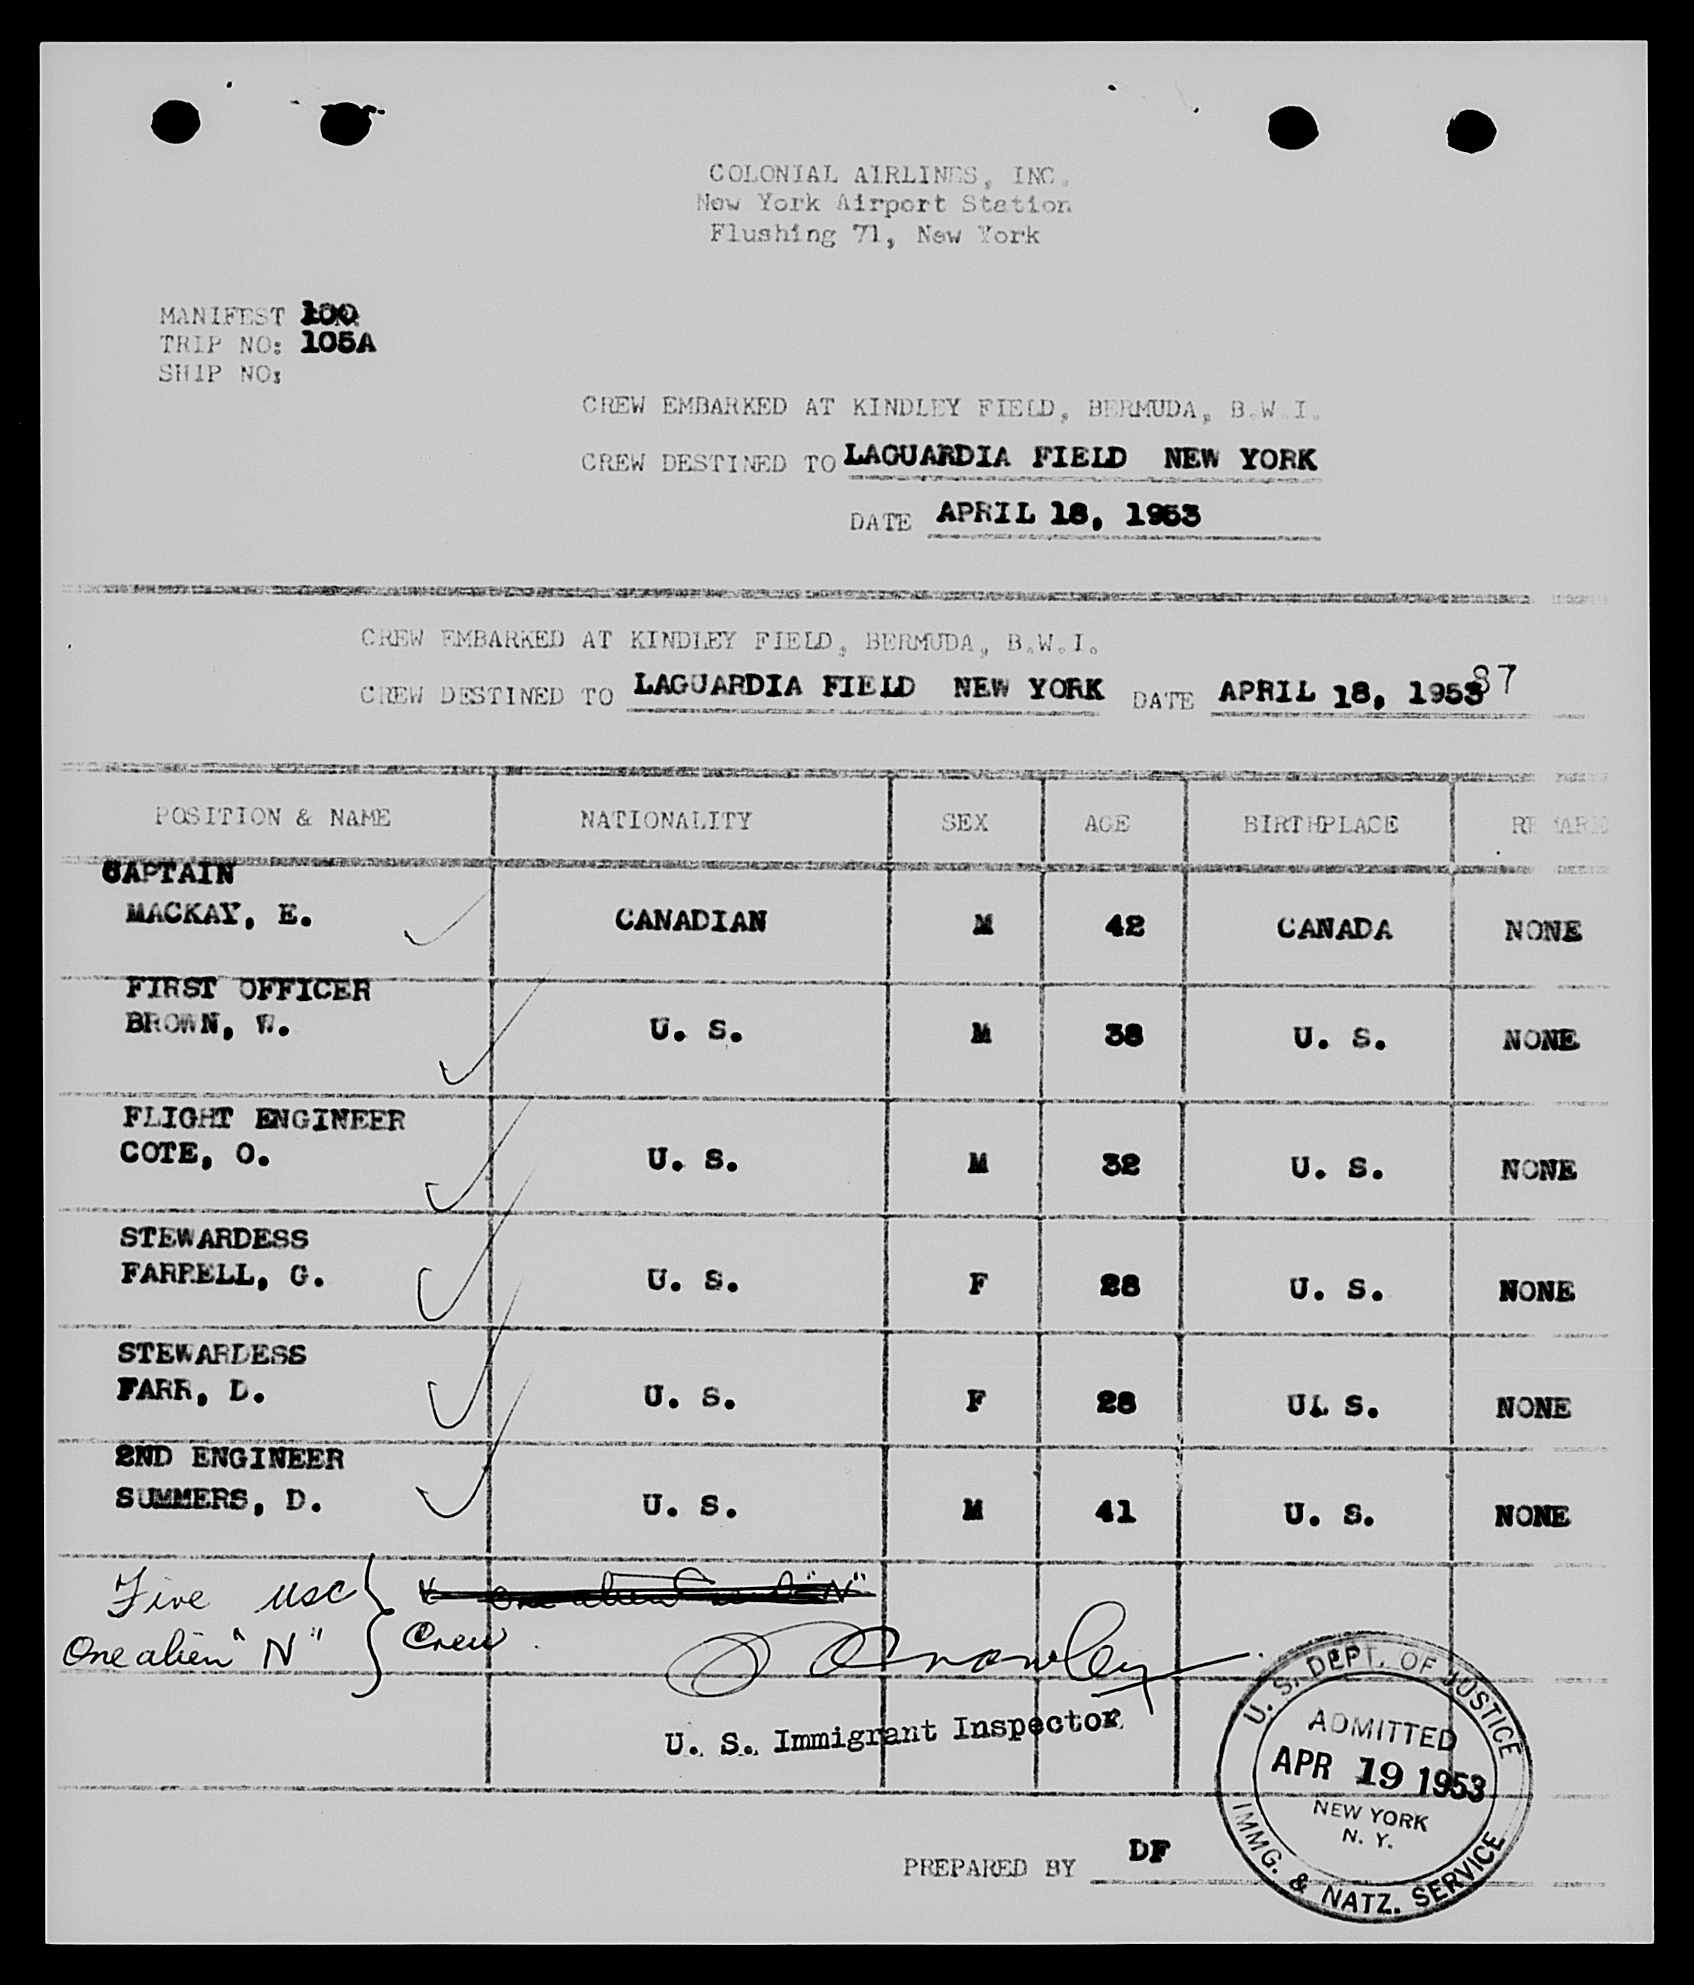 COLONIAL AIRLINES, INC.
New York Airport Station
Flushing 71, New York
MANIFEST 100
TRIP NO: 105A
SHIP NO:
CREW EMBARKED AT KINDLEY FIELD, BERMUDA, B.W.I.
CREW DESTINED TO LAGUARDIA FIELD NEW YORK
DATE APRIL 18, 1953
CREW EMBARKED AT KINDLEY FIELD, BERMUDA, B.W.I.
CREW DESTINED TO LAGUARDIA FIELD NEW YORK DATE APRIL 18, 1953
87
POSITION & NAME NATIONALITY SEX AGE BIRTHPLACE REMARK
CAPTAIN
MACKAY, E. CANADIAN M 42 CANADA NONE
FIRST OFFICER
BROWN, W. U. S. M 38 U. S. NONE
FLIGHT ENGINEER
COTE, O. U. S. M 32 U. S. NONE
STEWARDESS
FARRELL, G. U. S. F 28 U. S. NONE
STEWARDESS
FARR, D. U. S. F 28 U. S. NONE
2ND ENGINEER
SUMMERS, D. U. S. M 41 U. S. NONE
Five USC
One alien "N" } Crew
U. S. Immigrant Inspector
U. S. DEPT. OF JUSTICE
ADMITTED
APR 19 1953
NEW YORK
N. Y.
IMMG. & NATZ. SERVICE
PREPARED BY DF